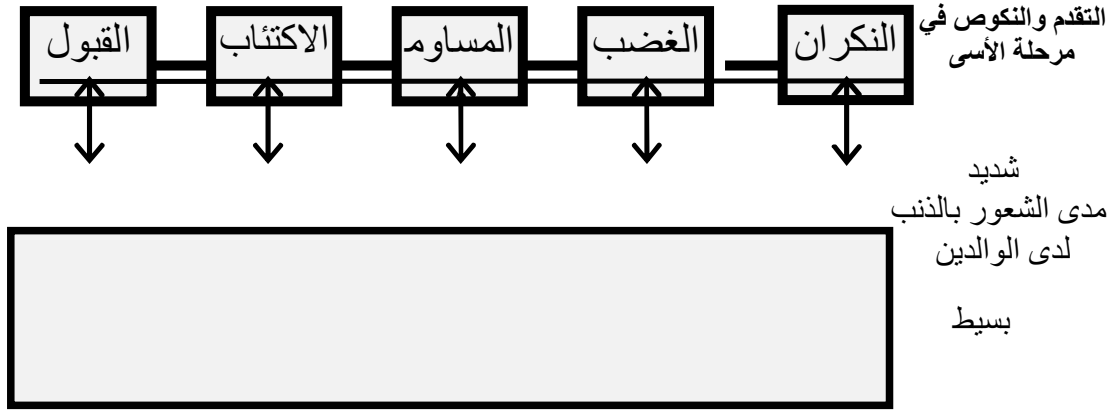 التقدم والنكوص في
مرحلة الأسى
النكران
الغضب
المساوم
الاكتئاب
القبول
شديد
مدى الشعور بالذنب
لدى الوالدين
بسيط